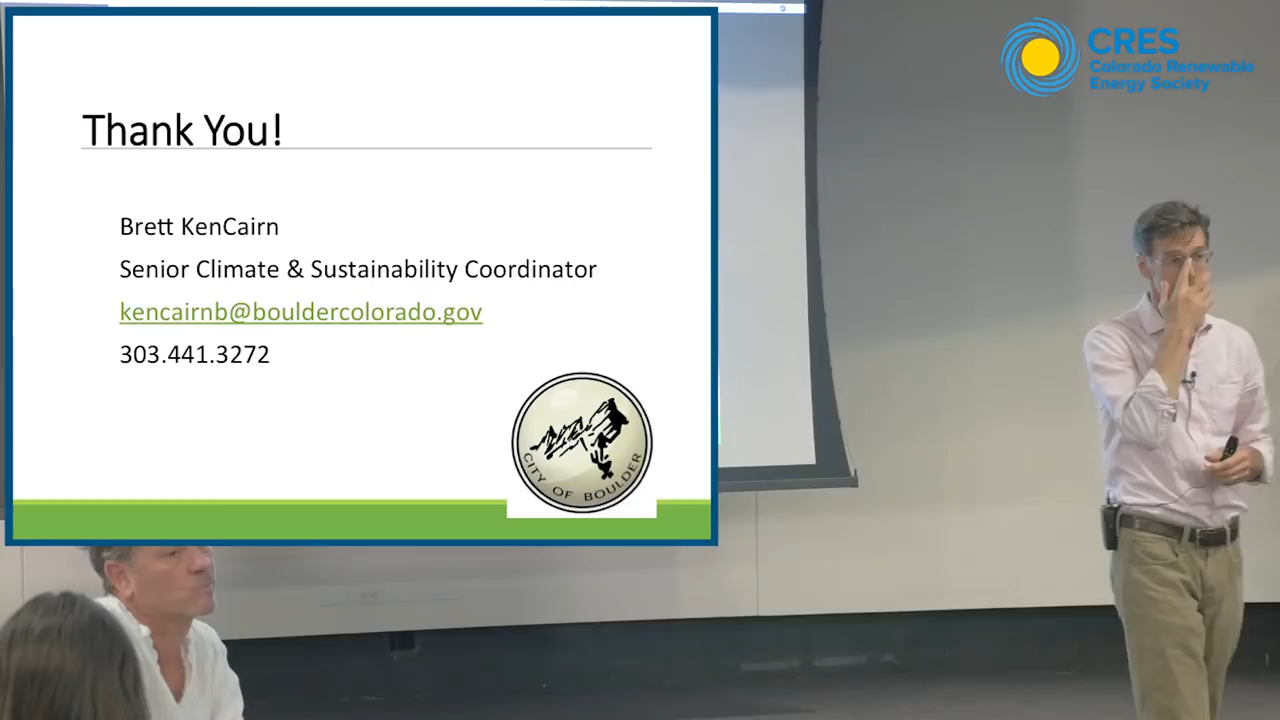 Thank You!
Brett KenCairn
Senior Climate & Sustainability Coordinator
kencairnb@bouldercolorado.gov
303.441.3272
CITY OF BOULDER
CRES
Colorado Renewable
Energy Society